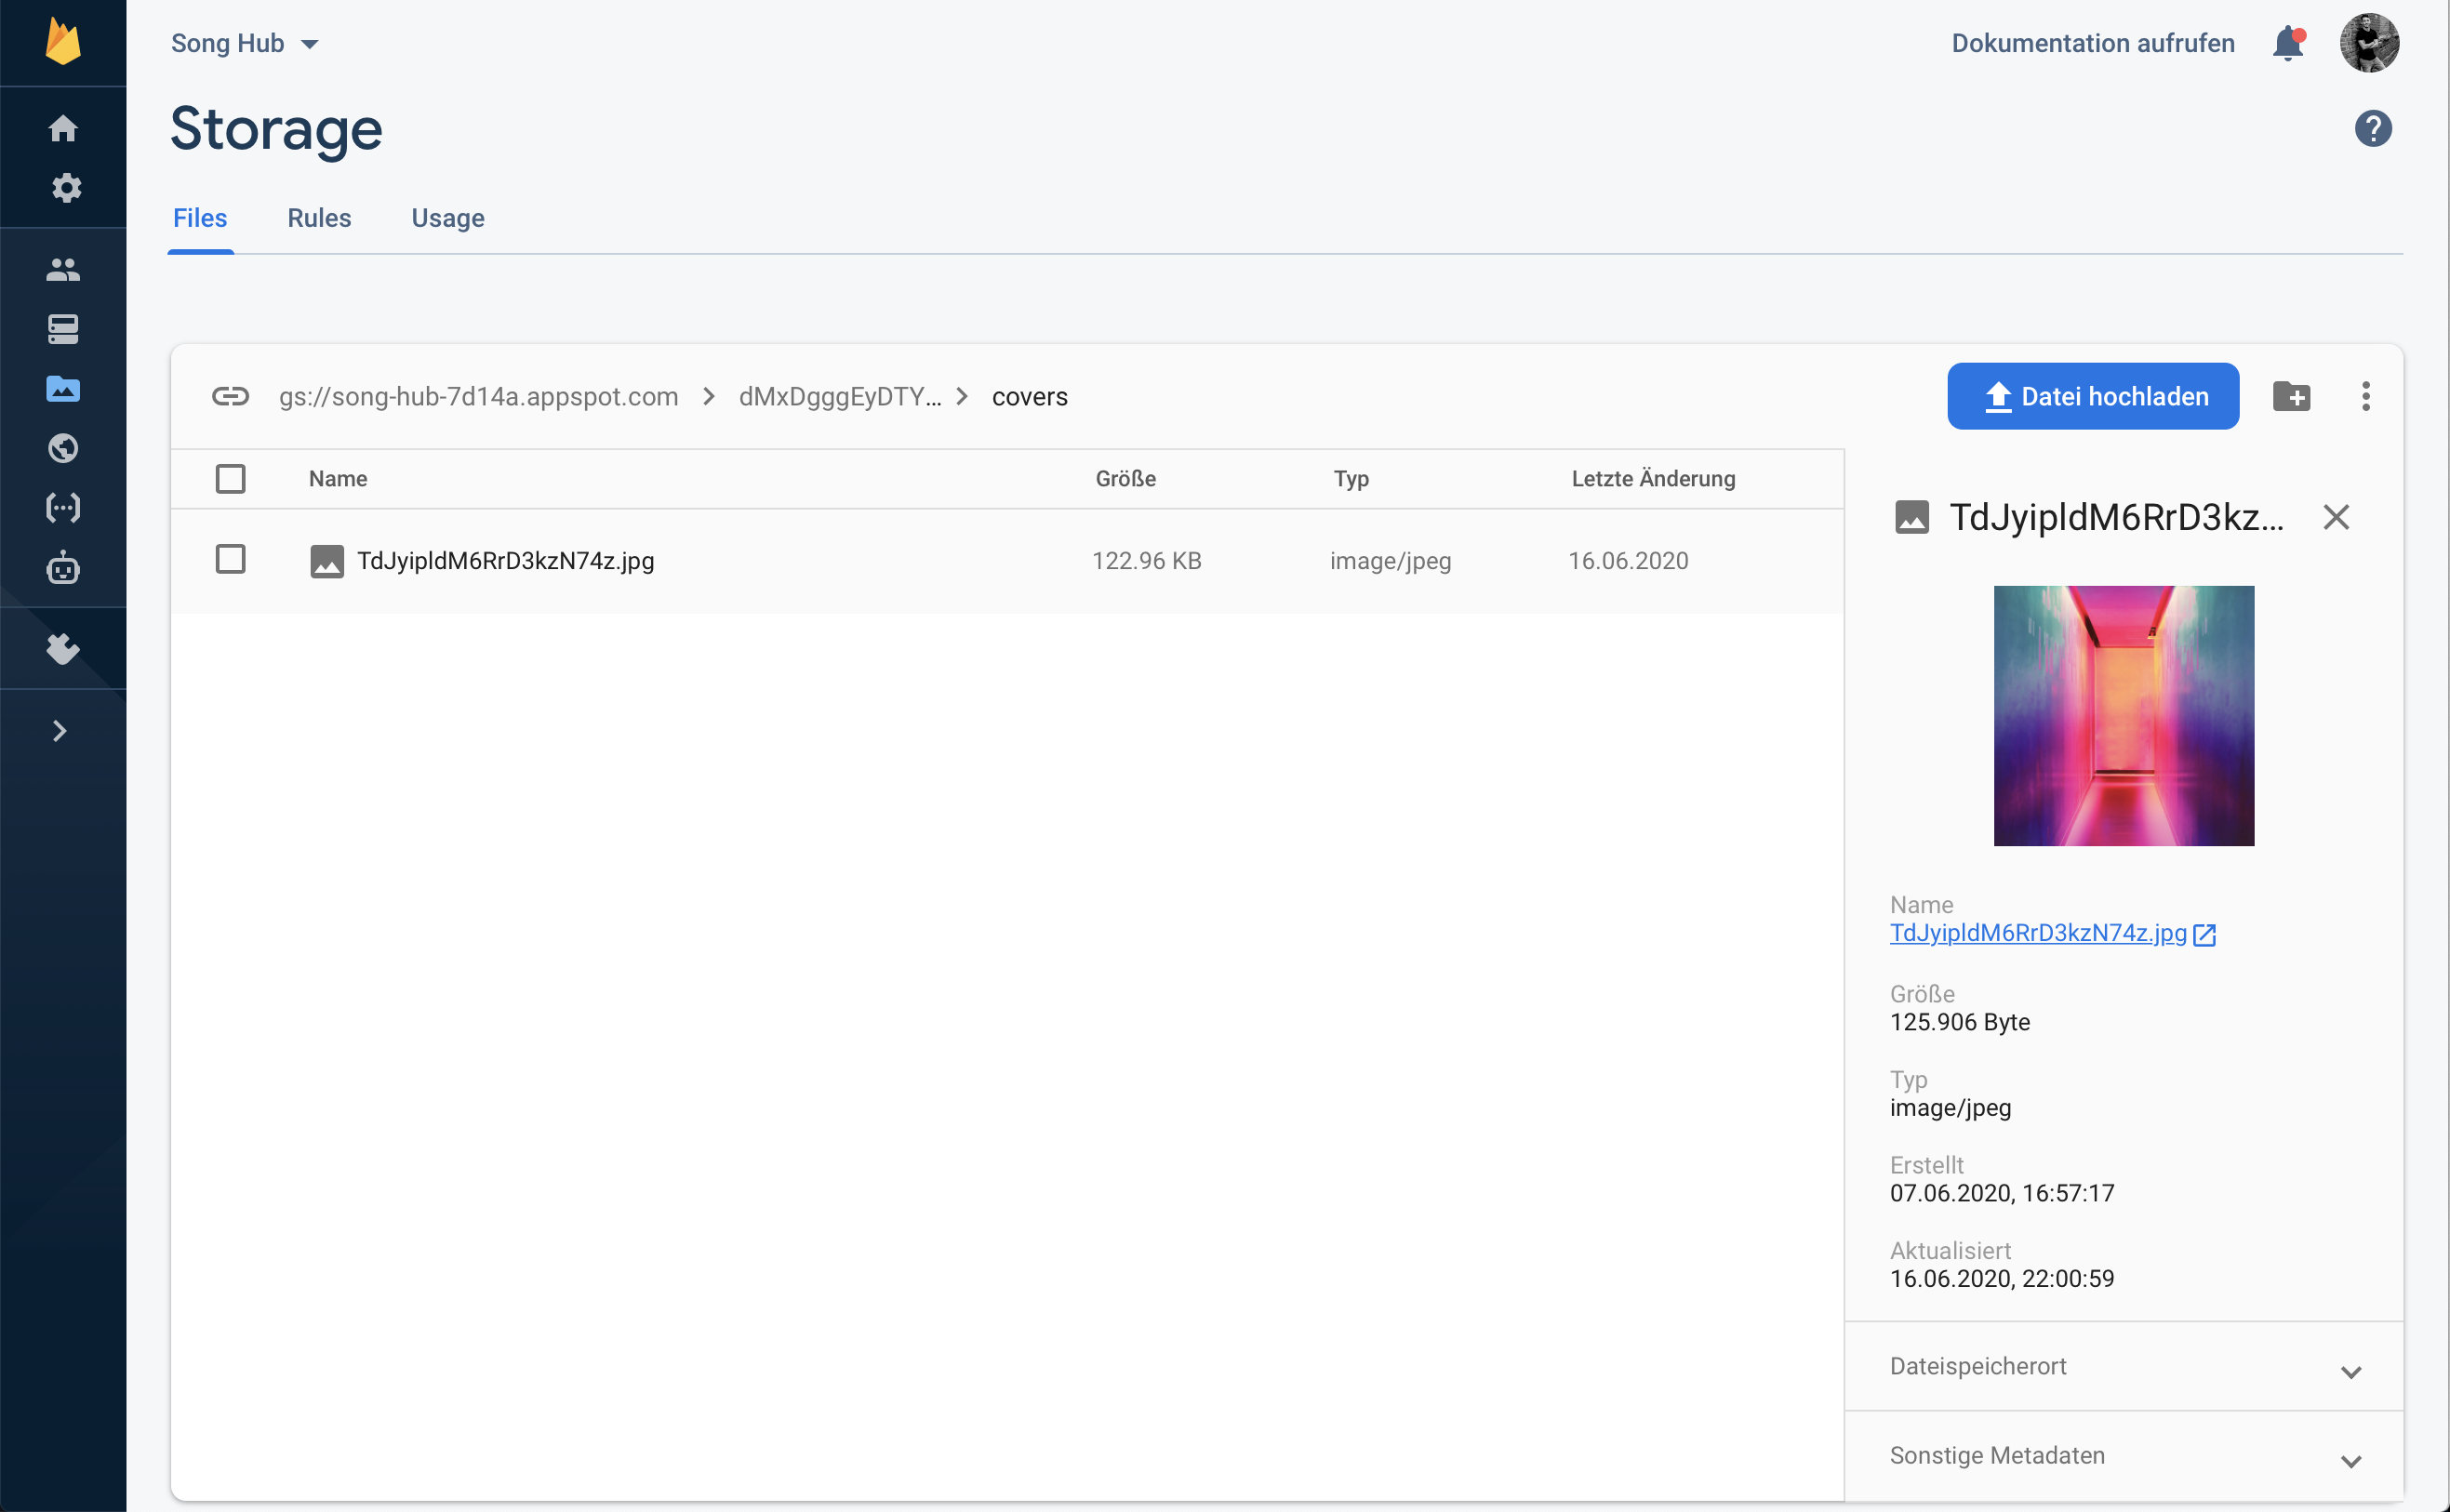 Song Hub
Dokumentation aufrufen
Storage
Files Rules Usage
gs://song-hub-7d14a.appspot.com dMxDgggEyDTY... covers
Datei hochladen
Name Größe Typ Letzte Änderung
TdJyipldM6RrD3kzN74z.jpg 122.96 KB image/jpeg 16.06.2020
TdJyipldM6RrD3kz...
Name
TdJyipldM6RrD3kzN74z.jpg
Größe
125.906 Byte
Typ
image/jpeg
Erstellt
07.06.2020, 16:57:17
Aktualisiert
16.06.2020, 22:00:59
Dateispeicherort
Sonstige Metadaten